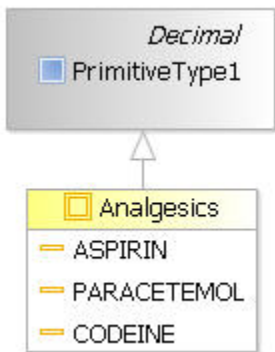 Decimal
PrimitiveType1
Analgesics
ASPIRIN
PARACETEMOL
CODEINE